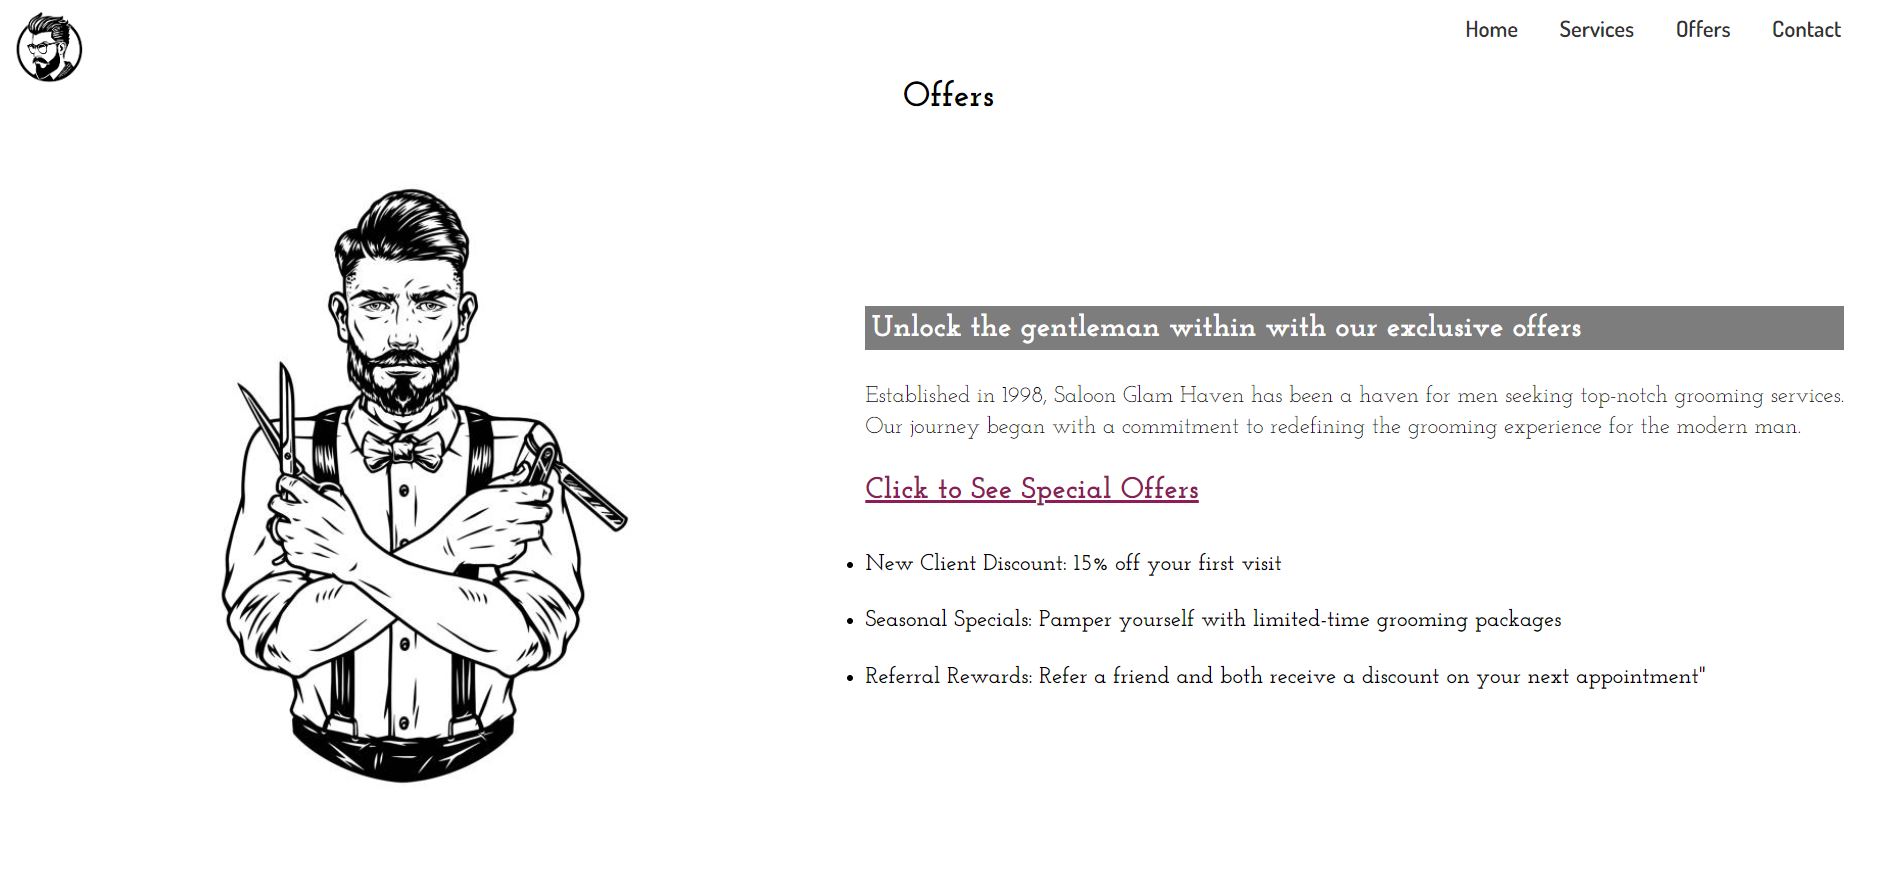 Home Services Offers Contact
Offers
Unlock the gentleman within with our exclusive offers
Established in 1998, Saloon Glam Haven has been a haven for men seeking top-notch grooming services.
Our journey began with a commitment to redefining the grooming experience for the modern man.
Click to See Special Offers
• New Client Discount: 15% off your first visit
• Seasonal Specials: Pamper yourself with limited-time grooming packages
• Referral Rewards: Refer a friend and both receive a discount on your next appointment"